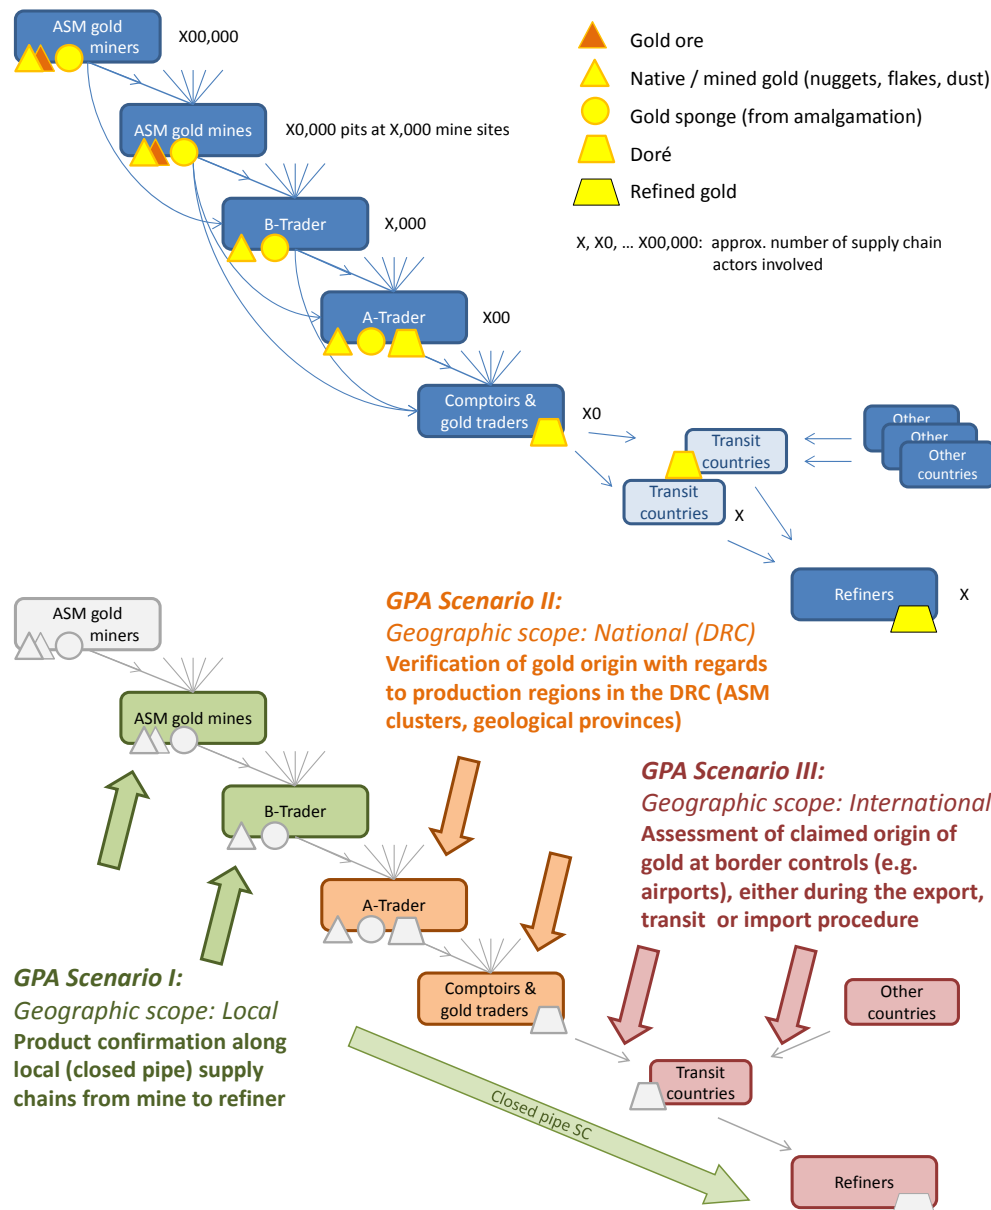 ASM gold
miners
X00,000
ASM gold mines
X0,000 pits at X,000 mine sites
B-Trader
X,000
A-Trader
X00
Comptoirs &
gold traders
X0
Transit
countries
Transit
countries
X
Other
Other
Other
countries
Refiners
X
Gold ore
Native / mined gold (nuggets, flakes, dust)
Gold sponge (from amalgamation)
Doré
Refined gold
X, X0, ... X00,000: approx. number of supply chain
actors involved
ASM gold
miners
ASM gold mines
B-Trader
A-Trader
Comptoirs &
gold traders
Transit
countries
Other
countries
Refiners
GPA Scenario II:
Geographic scope: National (DRC)
Verification of gold origin with regards
to production regions in the DRC (ASM
clusters, geological provinces)
GPA Scenario III:
Geographic scope: International
Assessment of claimed origin of
gold at border controls (e.g.
airports), either during the export,
transit or import procedure
GPA Scenario I:
Geographic scope: Local
Product confirmation along
local (closed pipe) supply
chains from mine to refiner
Closed pipe SC